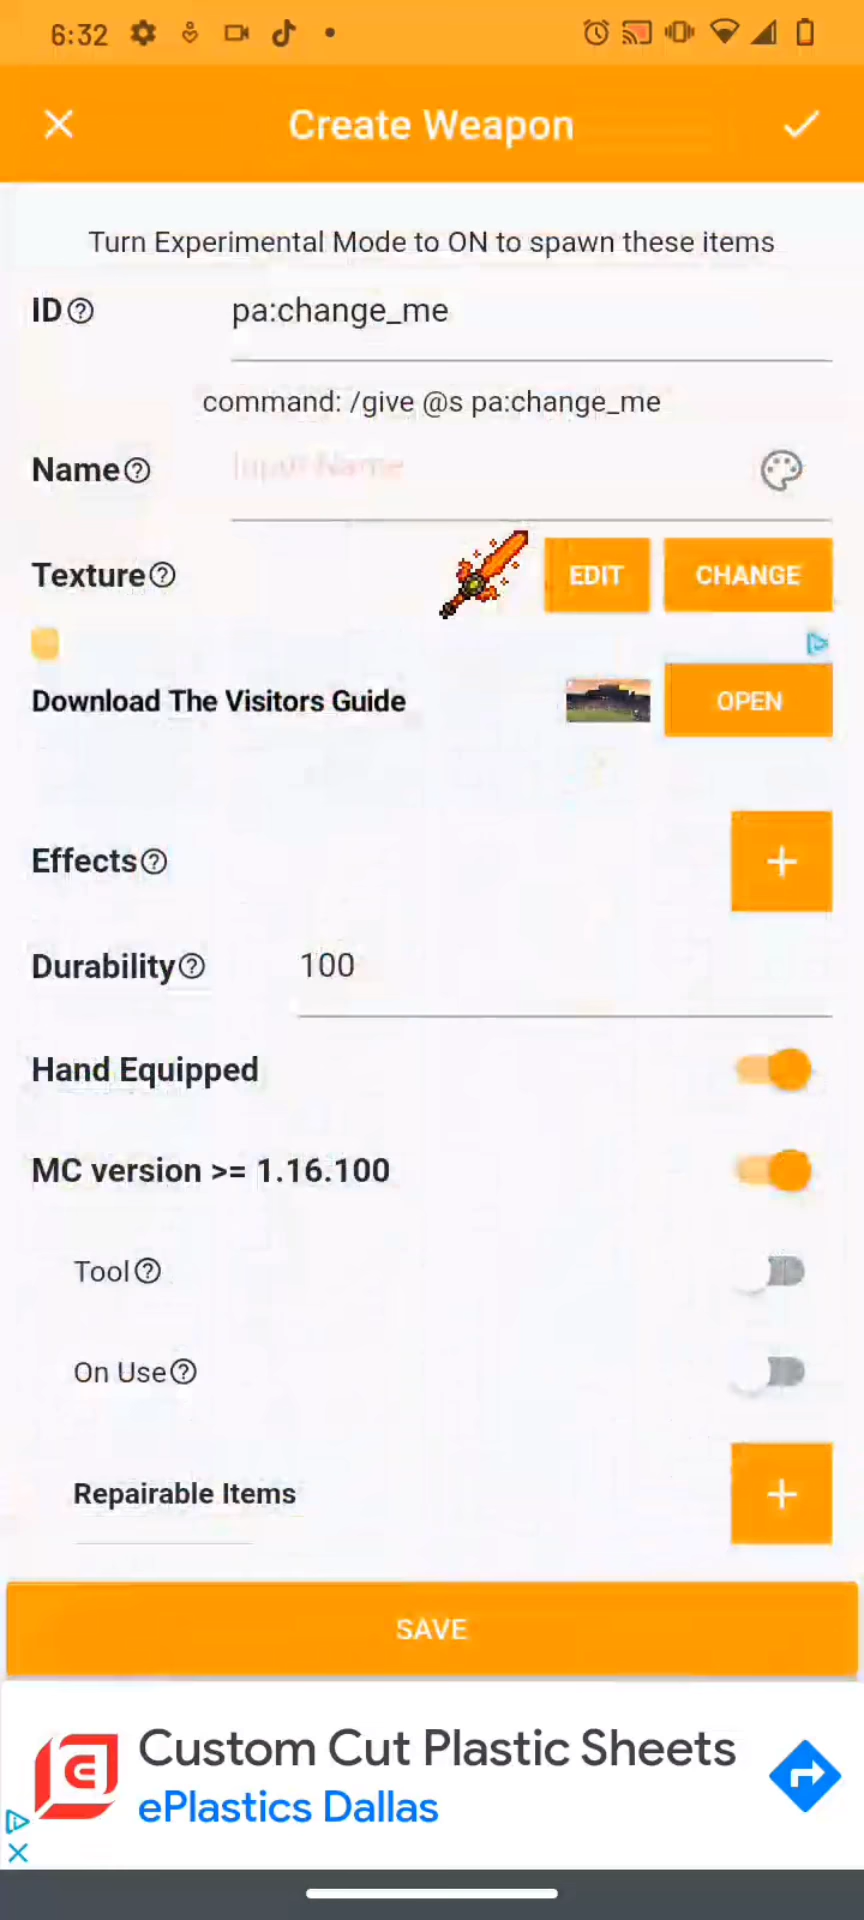 6:32
Create Weapon
Turn Experimental Mode to ON to spawn these items
ID
pa:change_me
command: /give @s pa:change_me
Name
Input Name
Texture
EDIT
CHANGE
Download The Visitors Guide
OPEN
Effects
Durability
100
Hand Equipped
MC version >= 1.16.100
Tool
On Use
Repairable Items
SAVE
Custom Cut Plastic Sheets
ePlastics Dallas